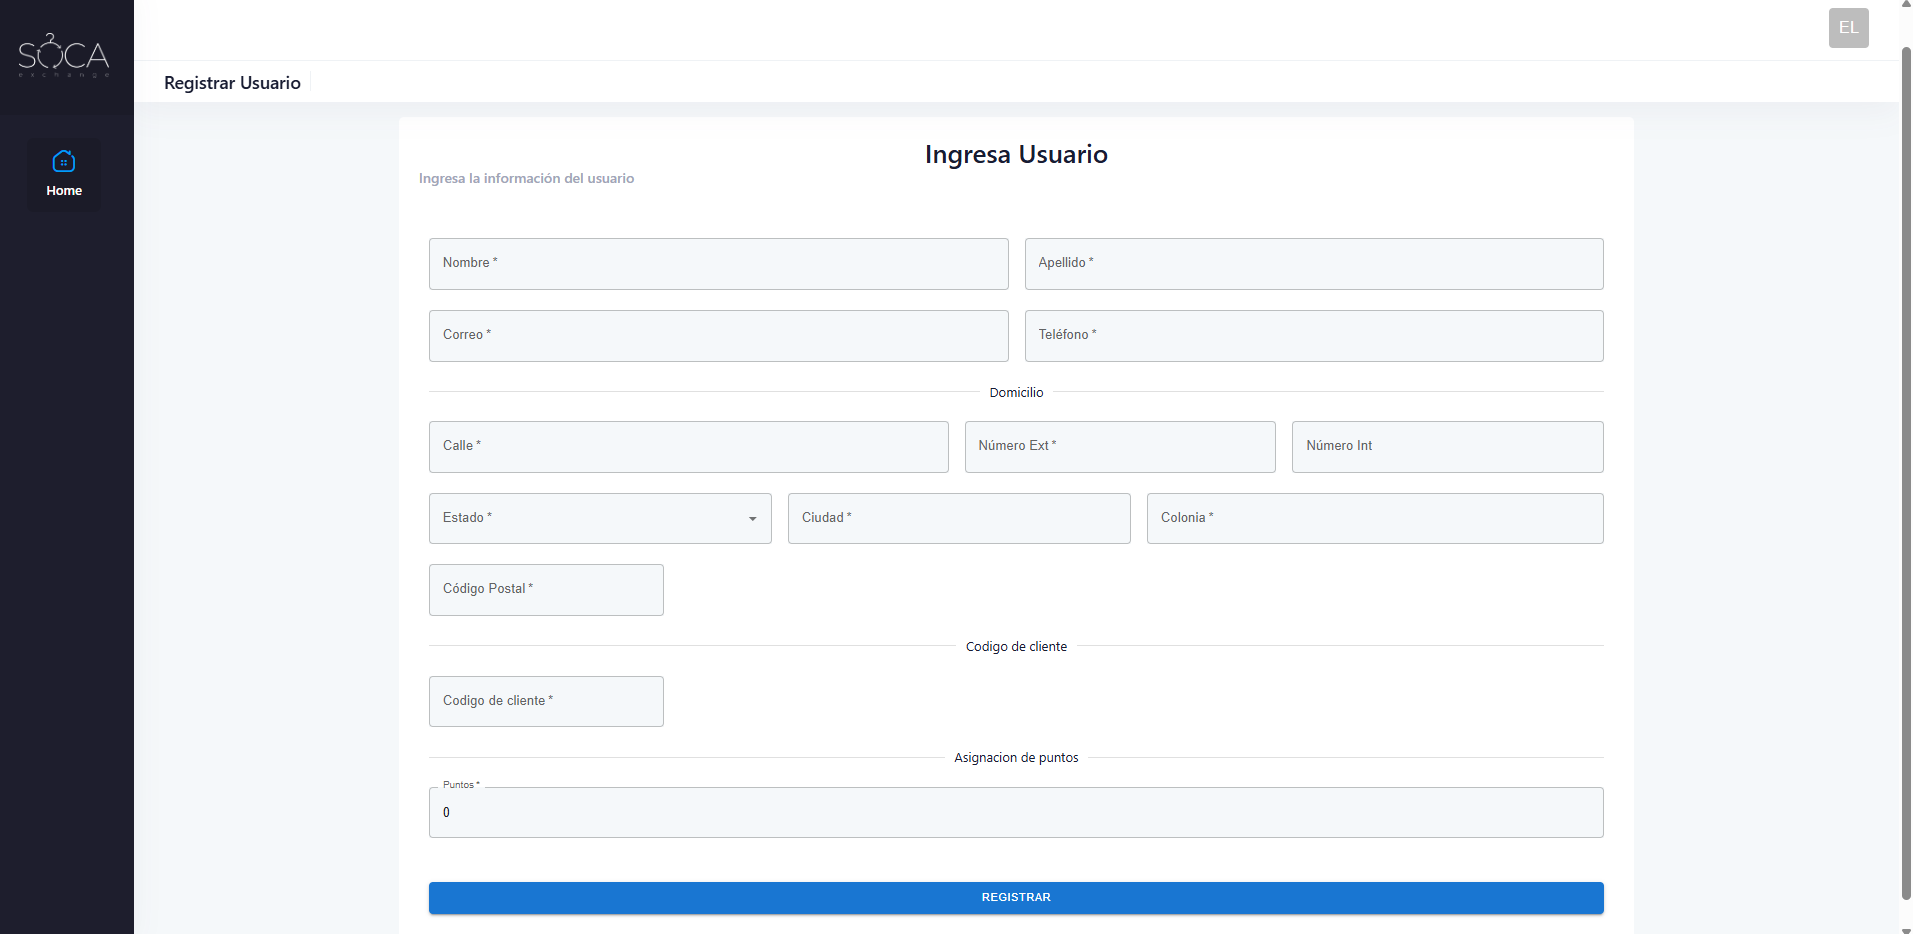 SOCA
exchange
EL
Registrar Usuario
Home
Ingresa Usuario
Ingresa la información del usuario
Nombre *
Apellido *
Correo *
Teléfono *
Domicilio
Calle *
Número Ext *
Número Int
Estado *
Ciudad *
Colonia *
Código Postal *
Codigo de cliente
Codigo de cliente *
Asignacion de puntos
Puntos *
0
REGISTRAR